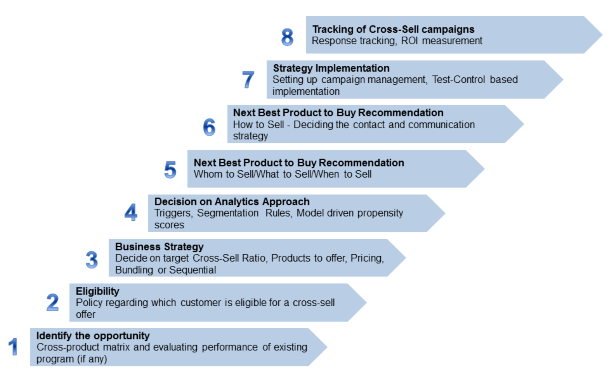 8
Tracking of Cross-Sell campaigns
Response tracking, ROI measurement
7
Strategy Implementation
Setting up campaign management, Test-Control based
implementation
6
Next Best Product to Buy Recommendation
How to Sell - Deciding the contact and communication
strategy
5
Next Best Product to Buy Recommendation
Whom to Sell/What to Sell/When to Sell
4
Decision on Analytics Approach
Triggers, Segmentation Rules, Model driven propensity
scores
3
Business Strategy
Decide on target Cross-Sell Ratio, Products to offer, Pricing,
Bundling or Sequential
2
Eligibility
Policy regarding which customer is eligible for a cross-sell
offer
1
Identify the opportunity
Cross-product matrix and evaluating performance of existing
program (if any)